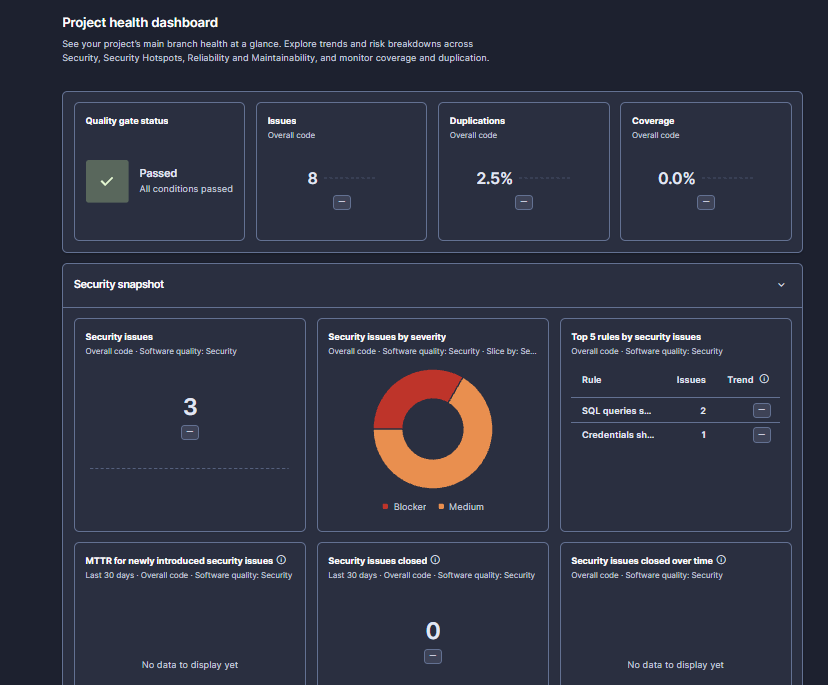 Project health dashboard
See your project's main branch health at a glance. Explore trends and risk breakdowns across
Security, Security Hotspots, Reliability and Maintainability, and monitor coverage and duplication.
Quality gate status
Passed
All conditions passed
Issues
Overall code
8
Duplications
Overall code
2.5%
Coverage
Overall code
0.0%
Security snapshot
Security issues
Overall code · Software quality: Security
3
Security issues by severity
Overall code · Software quality: Security · Slice by: Se...
Blocker Medium
Top 5 rules by security issues
Overall code · Software quality: Security
Rule Issues Trend
SQL queries s... 2
Credentials sh... 1
MTTR for newly introduced security issues
Last 30 days · Overall code · Software quality: Security
No data to display yet
Security issues closed
Last 30 days · Overall code · Software quality: Security
0
Security issues closed over time
Overall code · Software quality: Security
No data to display yet